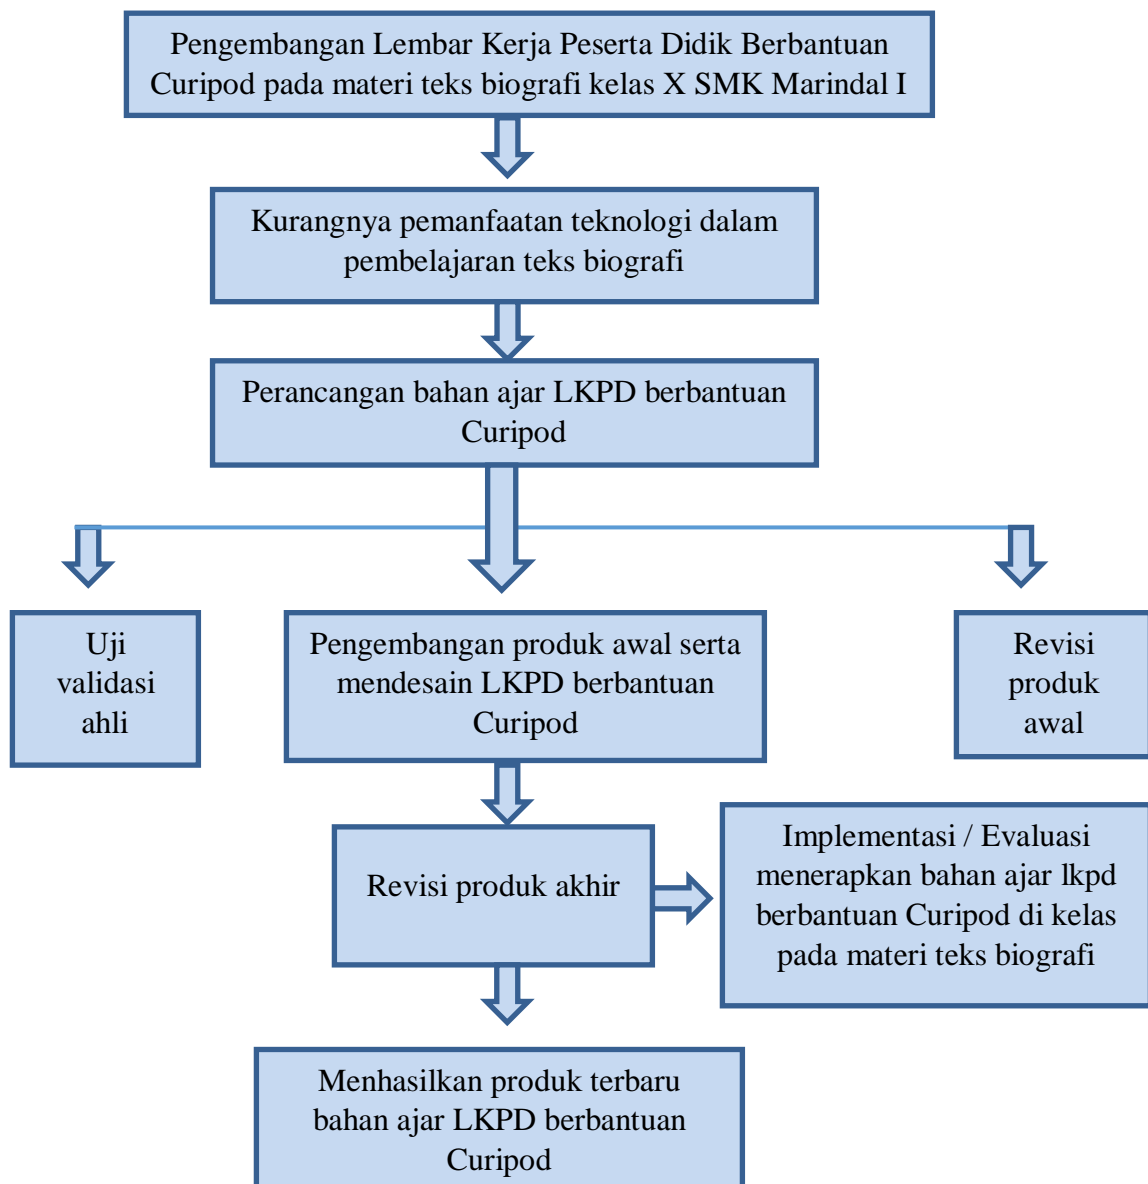 Pengembangan Lembar Kerja Peserta Didik Berbantuan
Curipod pada materi teks biografi kelas X SMK Marindal I
Kurangnya pemanfaatan teknologi dalam
pembelajaran teks biografi
Perancangan bahan ajar LKPD berbantuan
Curipod
Uji
validasi
ahli
Pengembangan produk awal serta
mendesain LKPD berbantuan
Curipod
Revisi
produk
awal
Revisi produk akhir
Implementasi / Evaluasi
menerapkan bahan ajar lkpd
berbantuan Curipod di kelas
pada materi teks biografi
Menhasilkan produk terbaru
bahan ajar LKPD berbantuan
Curipod